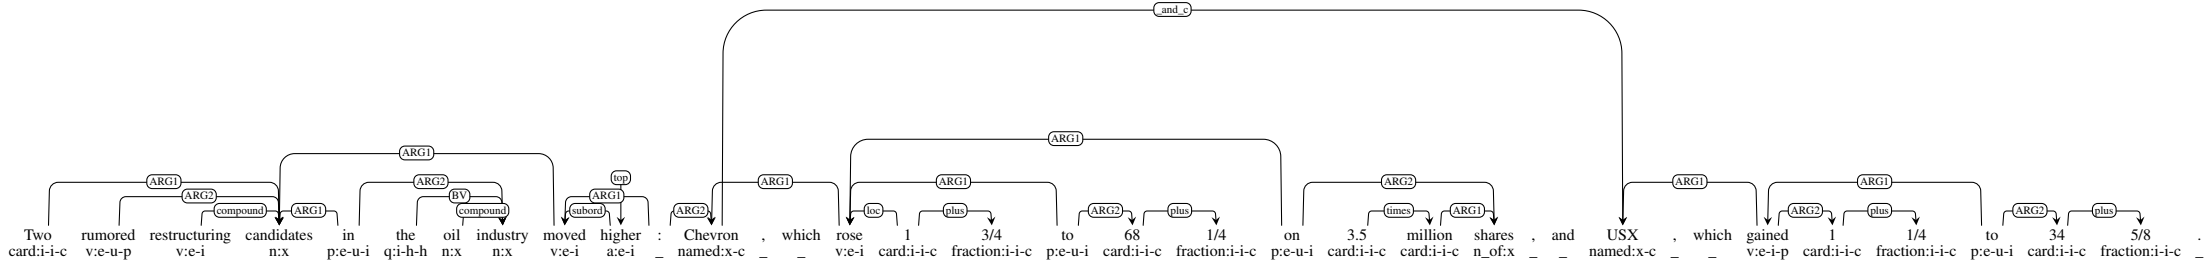 _and_c
ARG1
ARG1
top
ARG1 ARG2 ARG1 ARG1 ARG2 ARG1 ARG1
ARG2 BV ARG1
compound ARG1 compound subord ARG2 loc plus ARG2 plus times ARG1 ARG2 plus ARG2 plus
Two rumored restructuring candidates in the oil industry moved higher : Chevron , which rose 1 3/4 to 68 1/4 on 3.5 million shares , and USX , which gained 1 1/4 to 34 5/8 .
card:i-i-c v:e-u-p v:e-i n:x p:e-u-i q:i-h-h n:x n:x v:e-i a:e-i _ named:x-c _ _ v:e-i card:i-i-c fraction:i-i-c p:e-u-i card:i-i-c fraction:i-i-c p:e-u-i card:i-i-c card:i-i-c n_of:x _ _ named:x-c _ _ v:e-i-p card:i-i-c fraction:i-i-c p:e-u-i card:i-i-c fraction:i-i-c _